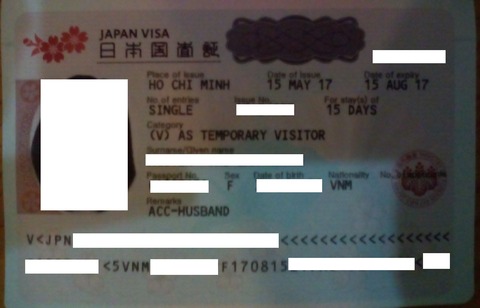 JAPAN VISA
日本国査証
Place of issue Date of issue Date of expiry
HO CHI MINH 15 MAY 17 15 AUG 17
No. of entries Issue No. For stay(s) of
SINGLE 15 DAYS
Category
(V) AS TEMPORARY VISITOR
Surname/Given name
Passport No. Sex Date of birth Nationality
F VNM
Remarks
ACC-HUSBAND
V<JPN <<<<<<<<<<<<<<<<<<
<5VNM F170815